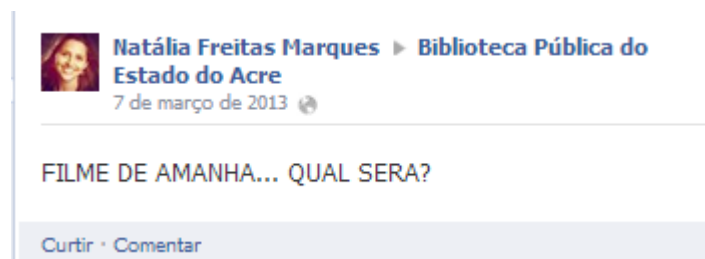 Natália Freitas Marques ▶ Biblioteca Pública do
Estado do Acre
7 de março de 2013
FILME DE AMANHA... QUAL SERA?
Curtir · Comentar